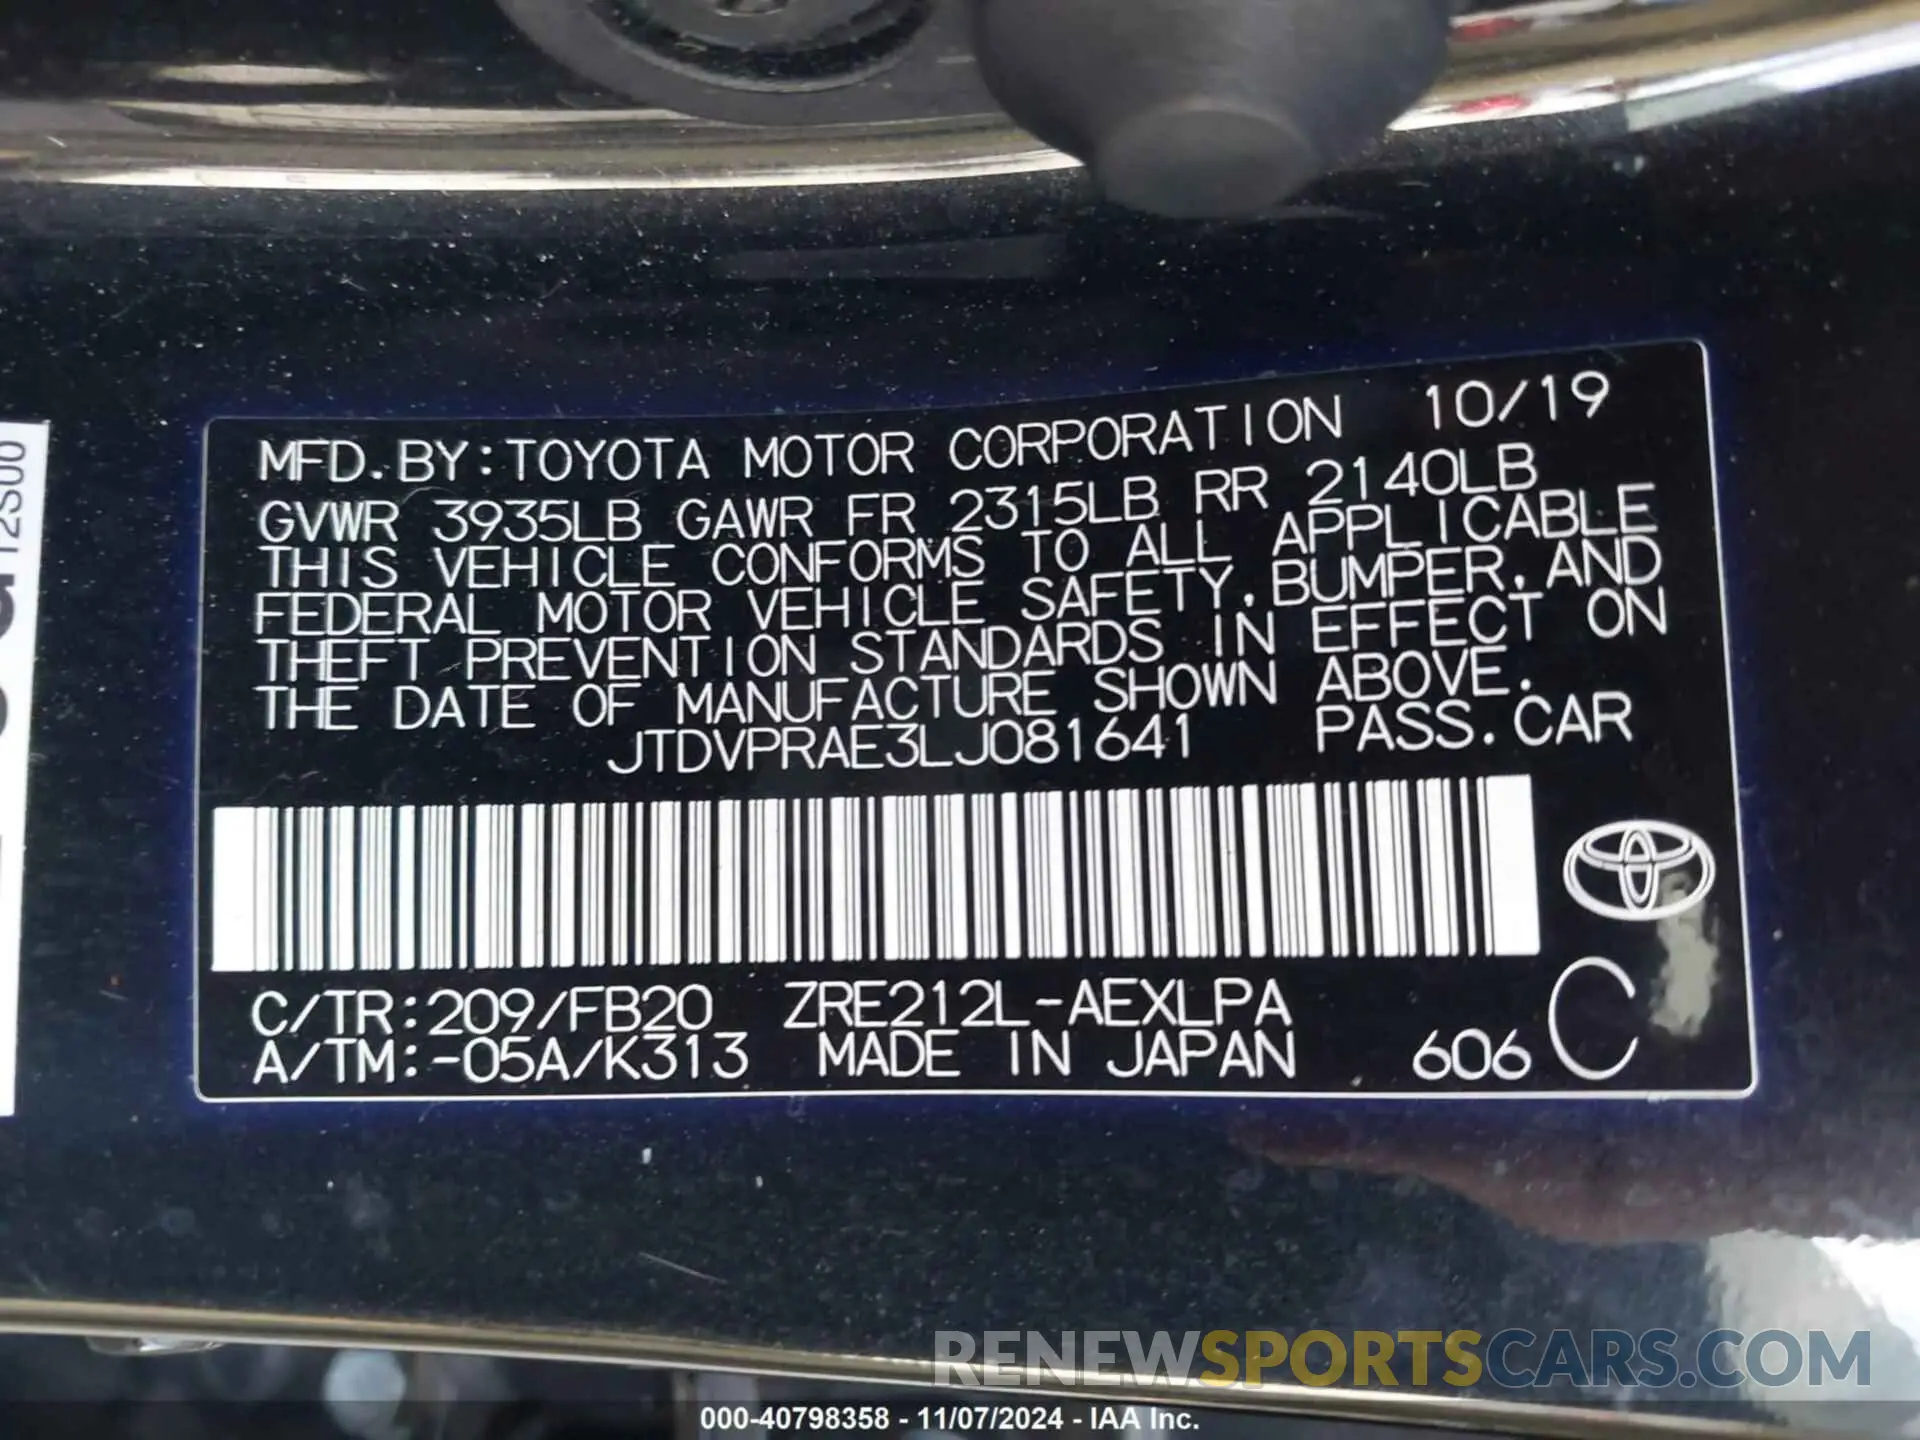 MFD. BY: TOYOTA MOTOR CORPORATION 10/19
GVWR 3935LB GAWR FR 2315LB RR 2140LB
THIS VEHICLE CONFORMS TO ALL APPLICABLE
FEDERAL MOTOR VEHICLE SAFETY, BUMPER, AND
THEFT PREVENTION STANDARDS IN EFFECT ON
THE DATE OF MANUFACTURE SHOWN ABOVE.
JTDVPRAE3LJ081641 PASS. CAR
C/TR: 209/FB20 ZRE212L-AEXLPA
A/TM: -05A/K313 MADE IN JAPAN 606 C
12S00
RENEWSPORTSCARS.COM
000-40798358 - 11/07/2024 - IAA Inc.